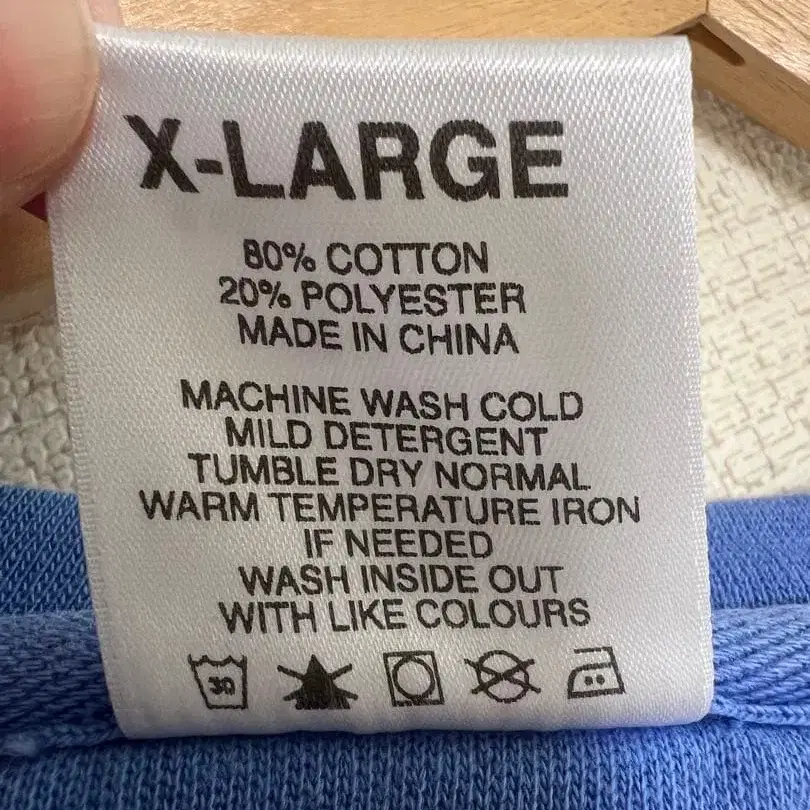 X-LARGE
80% COTTON
20% POLYESTER
MADE IN CHINA
MACHINE WASH COLD
MILD DETERGENT
TUMBLE DRY NORMAL
WARM TEMPERATURE IRON
IF NEEDED
WASH INSIDE OUT
WITH LIKE COLOURS
30